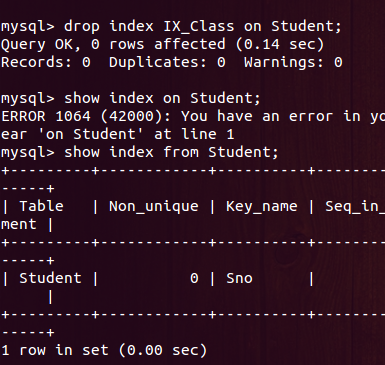 mysql> drop index IX_Class on Student;
Query OK, 0 rows affected (0.14 sec)
Records: 0  Duplicates: 0  Warnings: 0

mysql> show index on Student;
ERROR 1064 (42000): You have an error in yo
ear 'on Student' at line 1
mysql> show index from Student;
+---------+------------+----------+-------
-----+
| Table   | Non_unique | Key_name | Seq_in_
ment |
+---------+------------+----------+-------
-----+
| Student |          0 | Sno      |
     |
+---------+------------+----------+-------
-----+
1 row in set (0.00 sec)